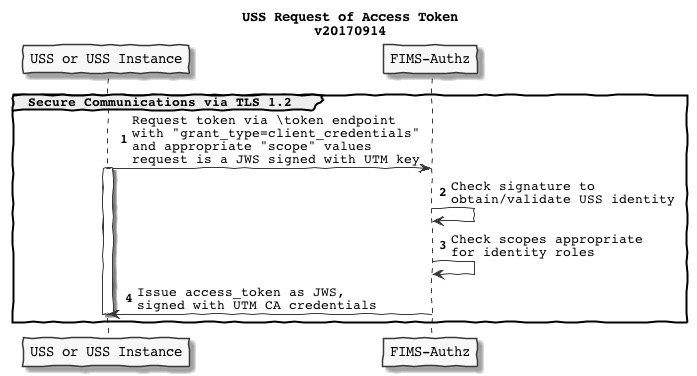 USS Request of Access Token
v20170914
USS or USS Instance
FIMS-Authz
Secure Communications via TLS 1.2
1 Request token via \token endpoint
with "grant_type=client_credentials"
and appropriate "scope" values
request is a JWS signed with UTM key
2 Check signature to
obtain/validate USS identity
3 Check scopes appropriate
for identity roles
4 Issue access_token as JWS,
signed with UTM CA credentials
USS or USS Instance
FIMS-Authz